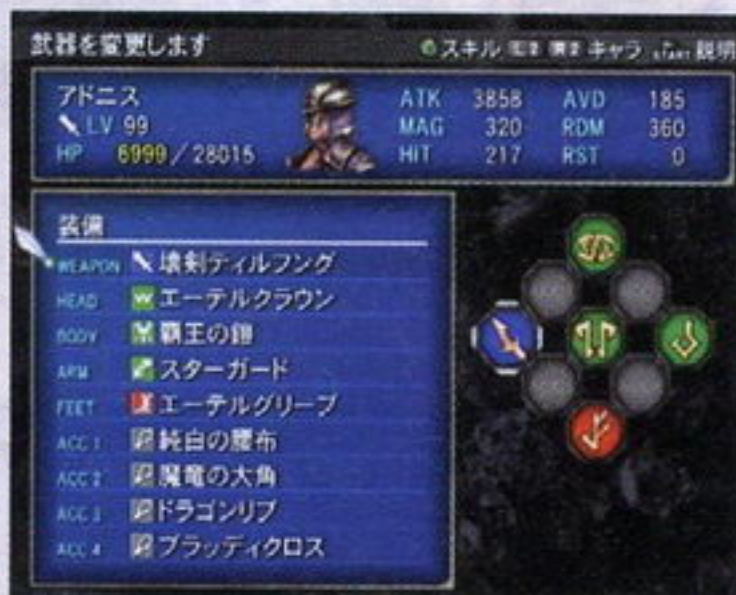 武器を変更します スキル キャラ START 説明
アドニス
LV 99
HP 6999/28015
ATK 3858 AVD 185
MAG 320 RDM 360
HIT 217 RST 0
装備
WEAPON 壊剣ティルフング
HEAD エーテルクラウン
BODY 覇王の鎧
ARM スターガード
FEET エーテルグリーブ
ACC 1 純白の腰布
ACC 2 魔竜の大角
ACC 3 ドラゴンリブ
ACC 4 ブラッディクロス